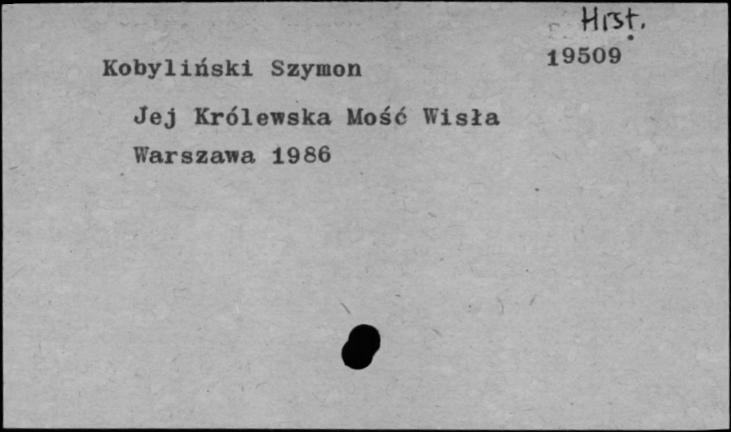 Hist.
19509
Kobyliński Szymon
Jej Królewska Mość Wisła
Warszawa 1986